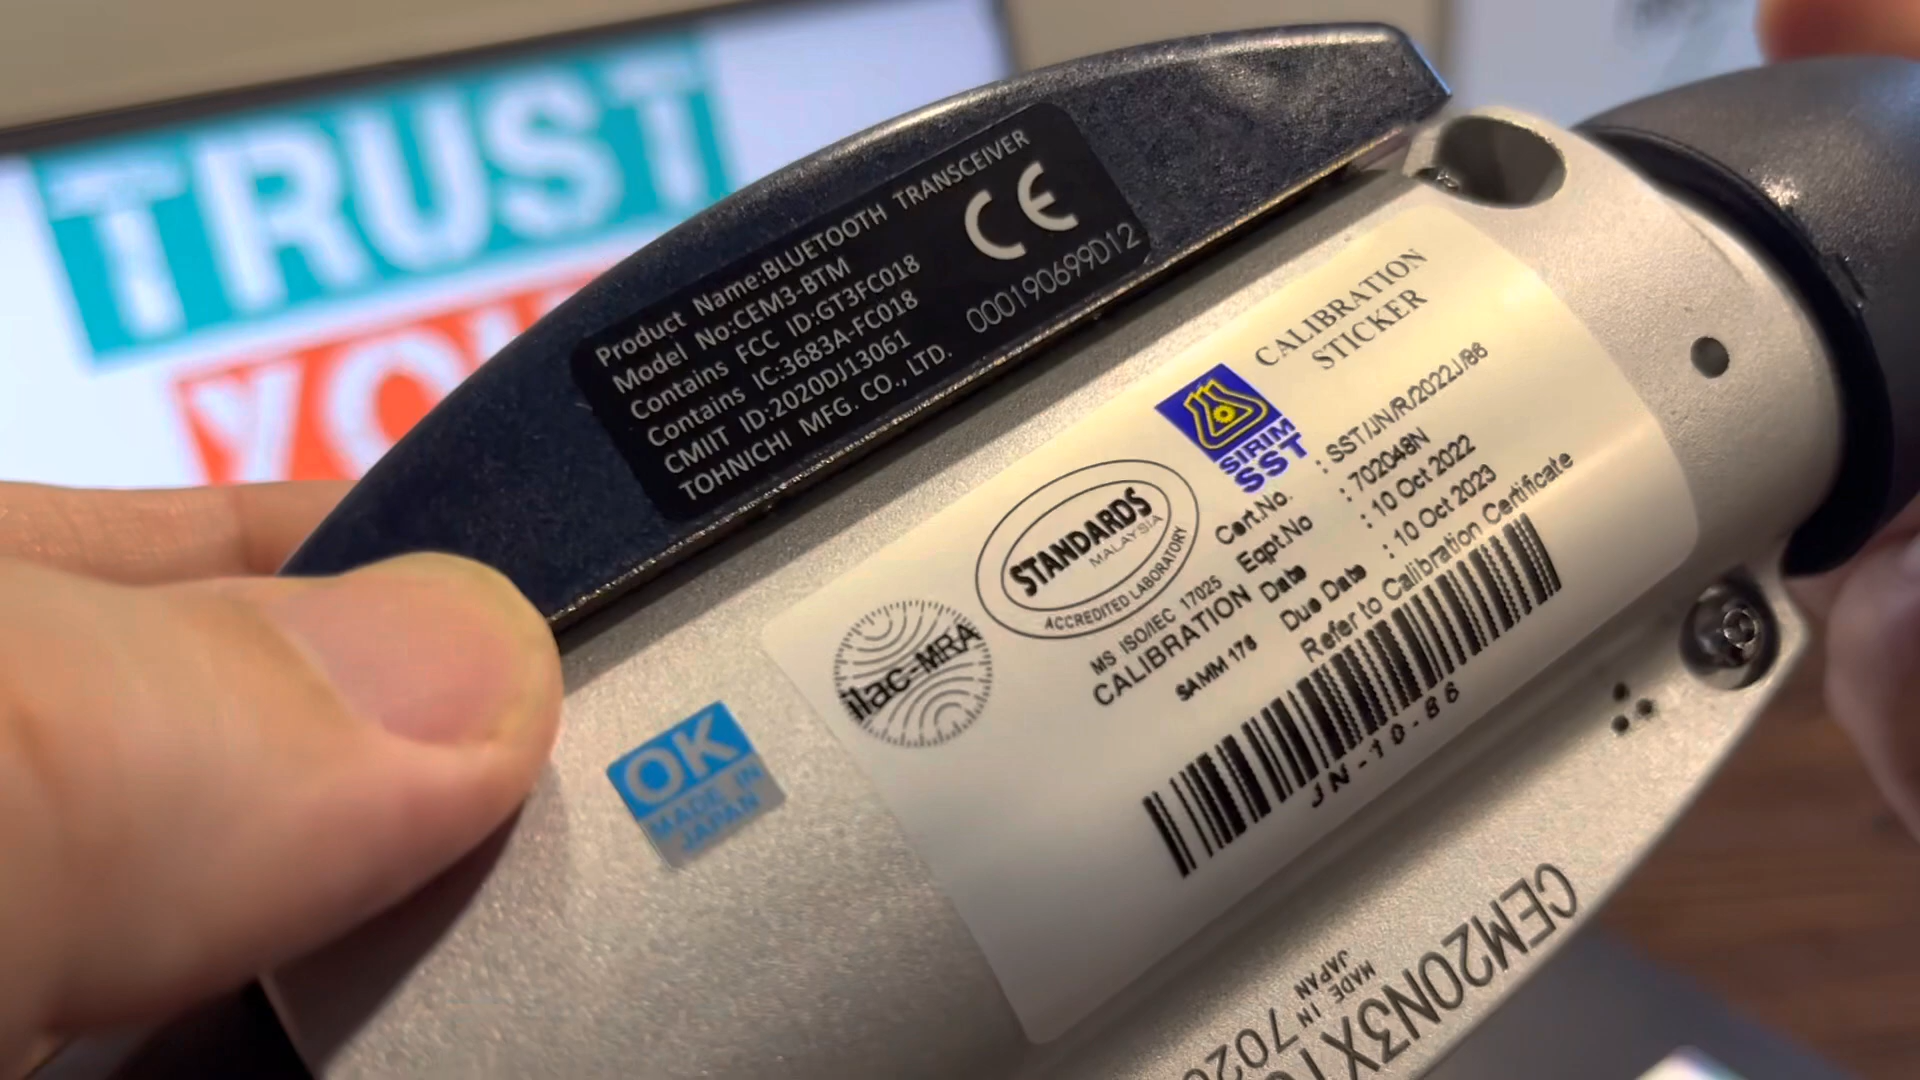 TRUST
Product Name:BLUETOOTH TRANSCEIVER
Model No:CEM3-BTM
Contains FCC ID:GT3FC018
Contains IC:3683A-FC018
CMIIT ID:2020DJ13061
TOHNICHI MFG. CO., LTD.
CE
000190699D12
CALIBRATION
STICKER
SIRIM
SST
STANDARDS
MALAYSIA
ACCREDITED LABORATORY
MS ISO/IEC 17025
CALIBRATION
SAMM 176
ilac-MRA
Cert.No. : SST/JN/R/2022J/86
Eqpt.No : 702048N
Date : 10 Oct 2022
Due Date : 10 Oct 2023
Refer to Calibration Certificate
JN-10-86
OK
MADE IN
JAPAN
CEM20N3X1
MADE IN
JAPAN